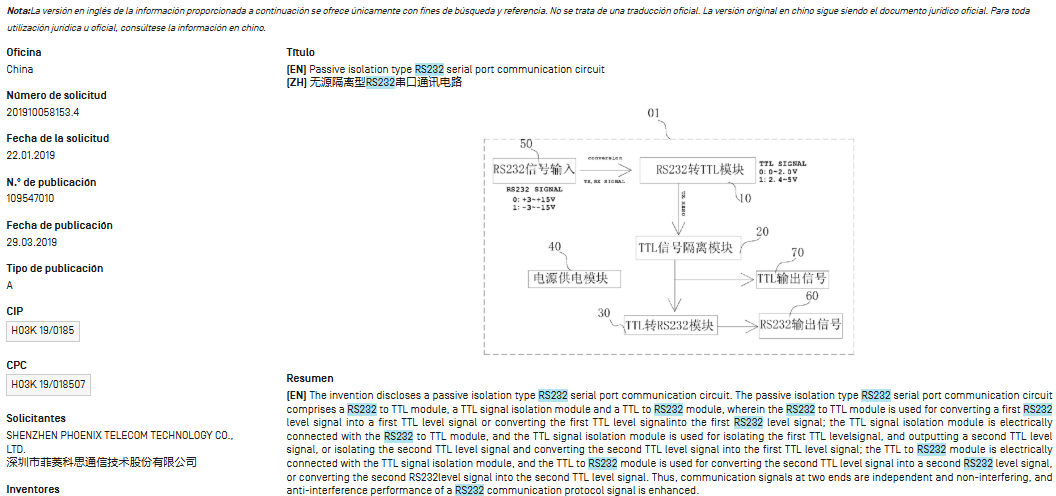 Nota:La versión en inglés de la información proporcionada a continuación se ofrece únicamente con fines de búsqueda y referencia. No se trata de una traducción oficial. La versión original en chino sigue siendo el documento jurídico oficial. Para toda
utilización jurídica u oficial, consúltese la información en chino.
Oficina
China
Número de solicitud
201910058153.4
Fecha de la solicitud
22.01.2019
N.º de publicación
109547010
Fecha de publicación
29.03.2019
Tipo de publicación
A
CIP
H03K 19/0185
CPC
H03K 19/018507
Solicitantes
SHENZHEN PHOENIX TELECOM TECHNOLOGY CO.,
LTD.
深圳市菲菱科思通信技术股份有限公司
Inventores
Título
[EN] Passive isolation type RS232 serial port communication circuit
[ZH] 无源隔离型RS232串口通讯电路
01
50
RS232信号输入
conversion
TX,RX SIGNAL
RS232转TTL模块
TTL SIGNAL
0:0-2.0V
1:2.4-5V
RS232 SIGNAL
0:+3~+15V
1:-3~-15V
10
20
TTL信号隔离模块
40
电源供电模块
70
TTL输出信号
60
30
TTL转RS232模块
RS232输出信号
Resumen
[EN] The invention discloses a passive isolation type RS232 serial port communication circuit. The passive isolation type RS232 serial port communication circuit
comprises a RS232 to TTL module, a TTL signal isolation module and a TTL to RS232 module, wherein the RS232 to TTL module is used for converting a first RS232
level signal into a first TTL level signal or converting the first TTL level signalinto the first RS232 level signal; the TTL signal isolation module is electrically
connected with the RS232 to TTL module, and the TTL signal isolation module is used for isolating the first TTL levelsignal, and outputting a second TTL level
signal, or isolating the second TTL level signal and converting the second TTL level signal into the first TTL level signal; the TTL to RS232 module is electrically
connected with the TTL signal isolation module, and the TTL to RS232 module is used for converting the second TTL level signal into a second RS232 level signal,
or converting the second RS232level signal into the second TTL level signal. Thus, communication signals at two ends are independent and non-interfering, and
anti-interference performance of a RS232 communication protocol signal is enhanced.